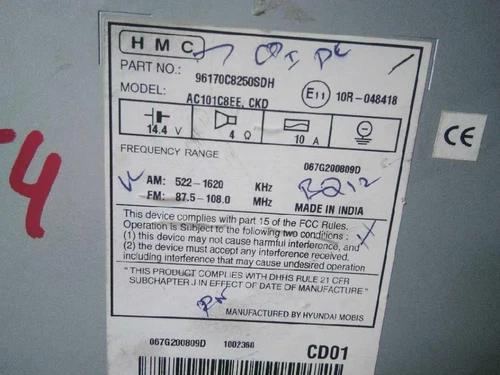 HMC
PART NO.: 96170C8250SDH
MODEL: AC101C8EE, CKD
E11 10R-048418
14.4 V 4 Ω 10 A
FREQUENCY RANGE
067G200809D
AM: 522-1620 KHz
B212
FM: 87.5-108.0 MHz MADE IN INDIA
This device complies with part 15 of the FCC Rules.
Operation is Subject to the following two conditions :
(1) this device may not cause harmful interference, and
(2) the device must accept any interference received.
including interference that may cause undesired operation
" THIS PRODUCT COMPLIES WITH DHHS RULE 21 CFR
SUBCHAPTER J IN EFFECT OF DATE OF MANUFACTURE "
MANUFACTURED BY HYUNDAI MOBIS
067G200809D 1002360 CD01
CE
4